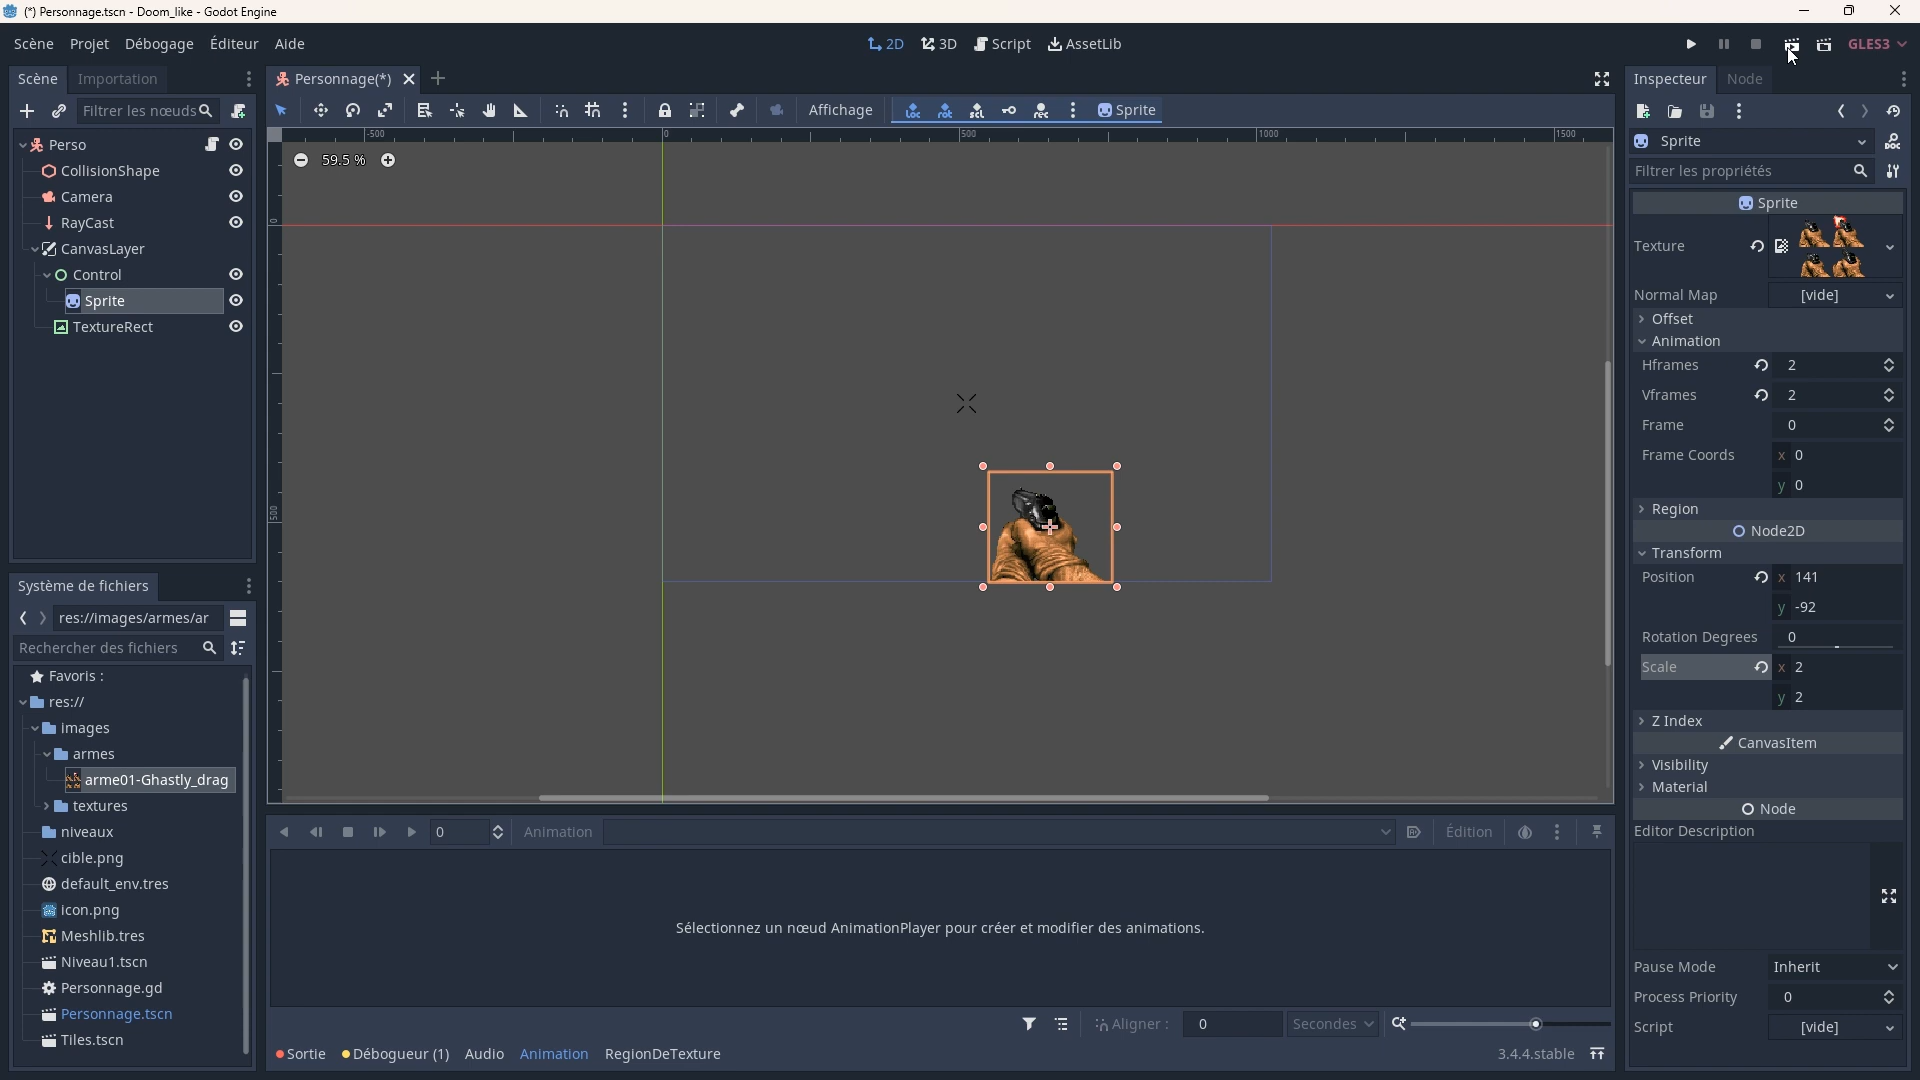 (*) Personnage.tscn - Doom_like - Godot Engine
Scène Projet Débogage Éditeur Aide
2D 3D Script AssetLib
GLES3
Scène Importation
Filtrer les nœuds
Perso
CollisionShape
Camera
RayCast
CanvasLayer
Control
Sprite
TextureRect
Système de fichiers
res://images/armes/ar
Rechercher des fichiers
Favoris :
res://
images
armes
arme01-Ghastly_drag
textures
niveaux
cible.png
default_env.tres
icon.png
Meshlib.tres
Niveau1.tscn
Personnage.gd
Personnage.tscn
Tiles.tscn
Personnage(*)
Affichage
Sprite
-500 0 500 1000 1500
59.5 %
0
500
0 Animation Édition
Sélectionnez un nœud AnimationPlayer pour créer et modifier des animations.
Aligner : 0 Secondes
Sortie Débogueur (1) Audio Animation RegionDeTexture 3.4.4.stable
Inspecteur Node
Sprite
Filtrer les propriétés
Sprite
Texture
Normal Map [vide]
Offset
Animation
Hframes 2
Vframes 2
Frame 0
Frame Coords x 0
y 0
Region
Node2D
Transform
Position x 141
y -92
Rotation Degrees 0
Scale x 2
y 2
Z Index
CanvasItem
Visibility
Material
Node
Editor Description
Pause Mode Inherit
Process Priority 0
Script [vide]